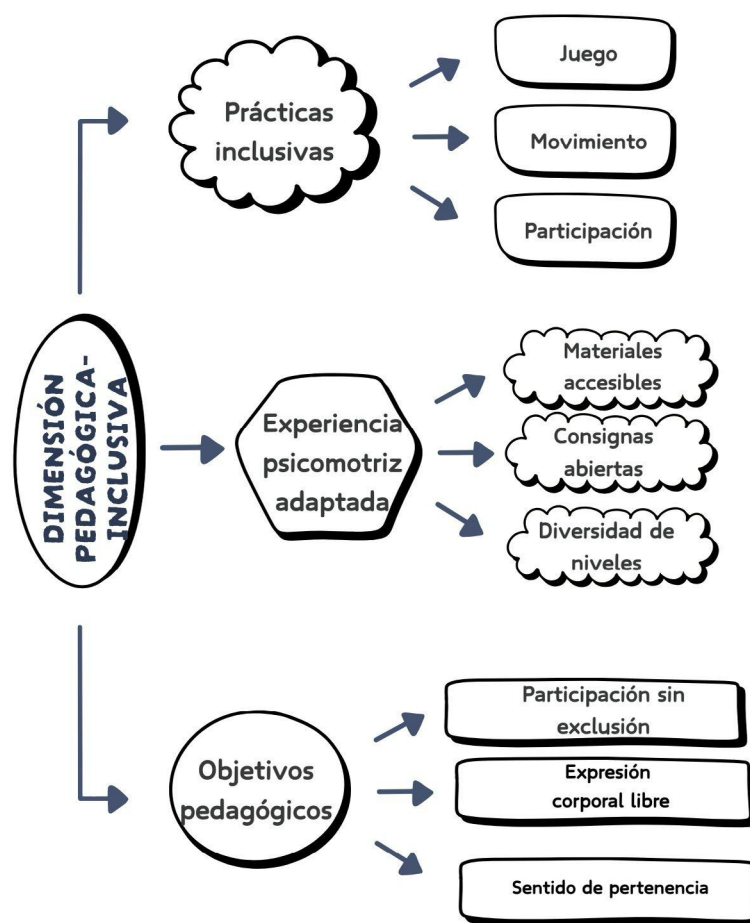 Prácticas
inclusivas
Juego
Movimiento
Participación
DIMENSIÓN
PEDAGÓGICA-
INCLUSIVA
Experiencia
psicomotriz
adaptada
Materiales
accesibles
Consignas
abiertas
Diversidad de
niveles
Objetivos
pedagógicos
Participación sin
exclusión
Expresión
corporal libre
Sentido de pertenencia